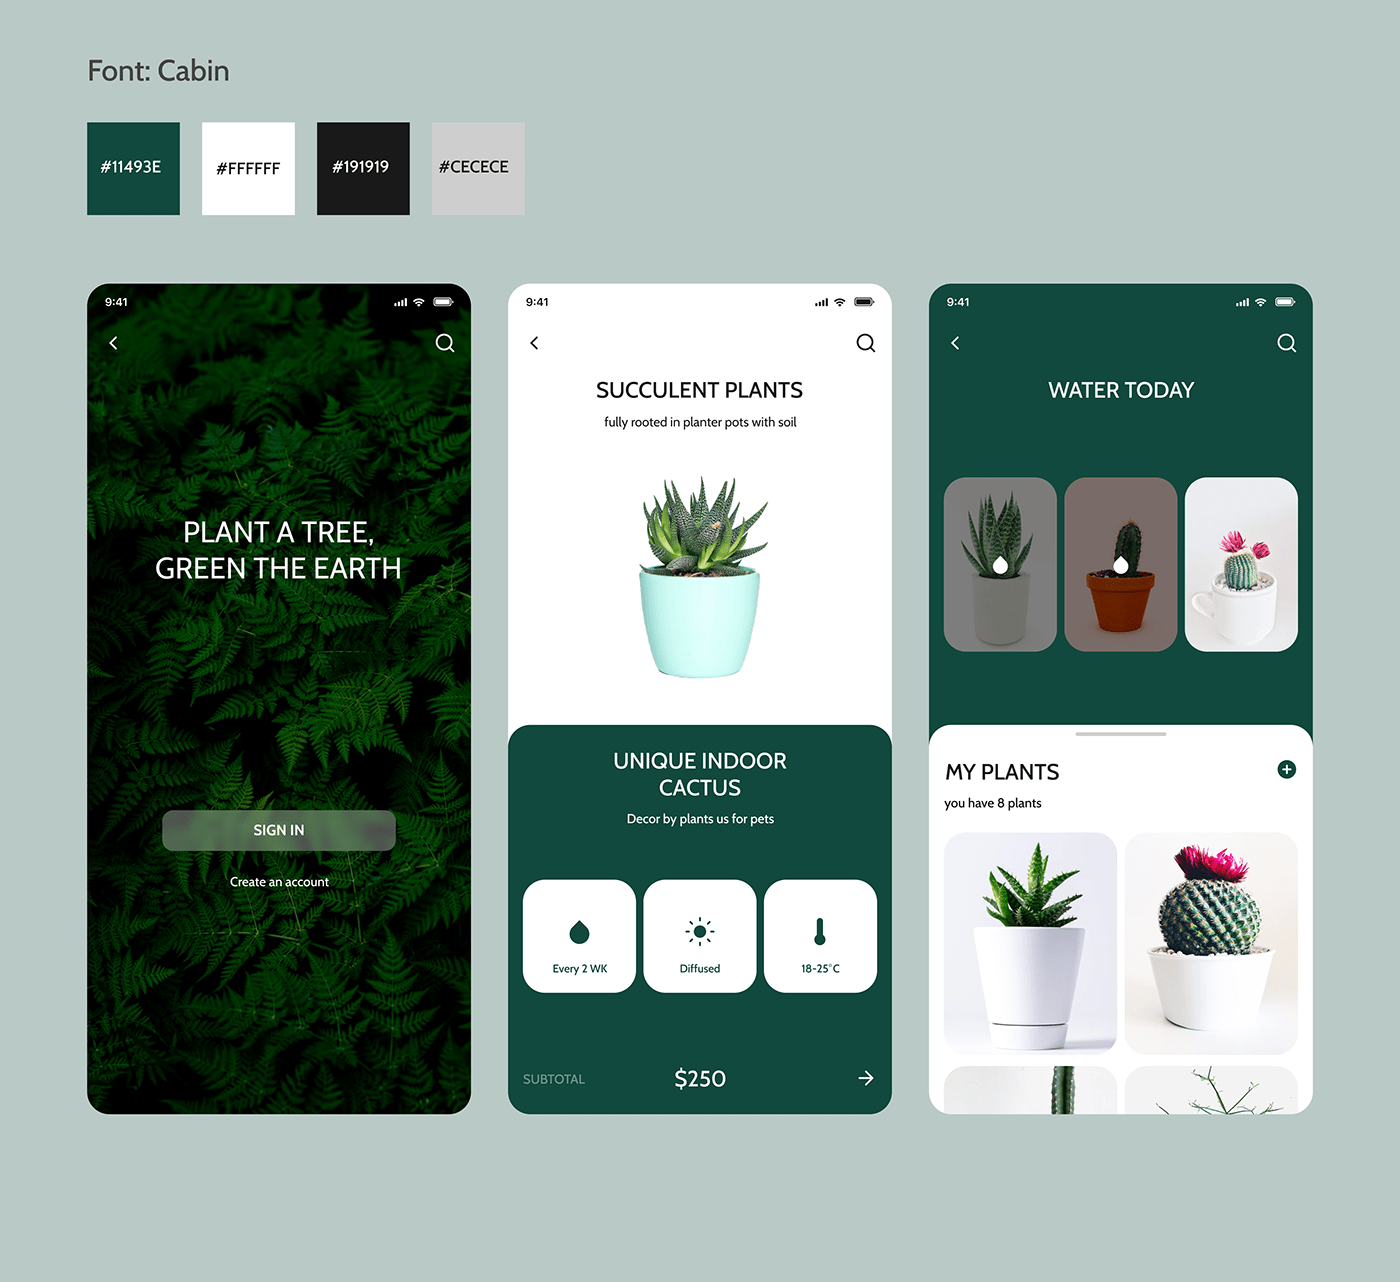 Font: Cabin
#11493E
#FFFFFF
#191919
#CECECE
9:41
PLANT A TREE,
GREEN THE EARTH
SIGN IN
Create an account
9:41
SUCCULENT PLANTS
fully rooted in planter pots with soil
UNIQUE INDOOR
CACTUS
Decor by plants us for pets
Every 2 WK
Diffused
18-25°C
SUBTOTAL
$250
9:41
WATER TODAY
MY PLANTS
you have 8 plants